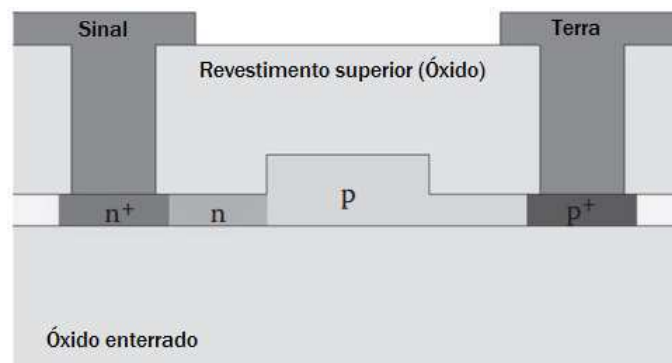 Sinal
Terra
Revestimento superior (Óxido)
p
n+
n
p+
Óxido enterrado